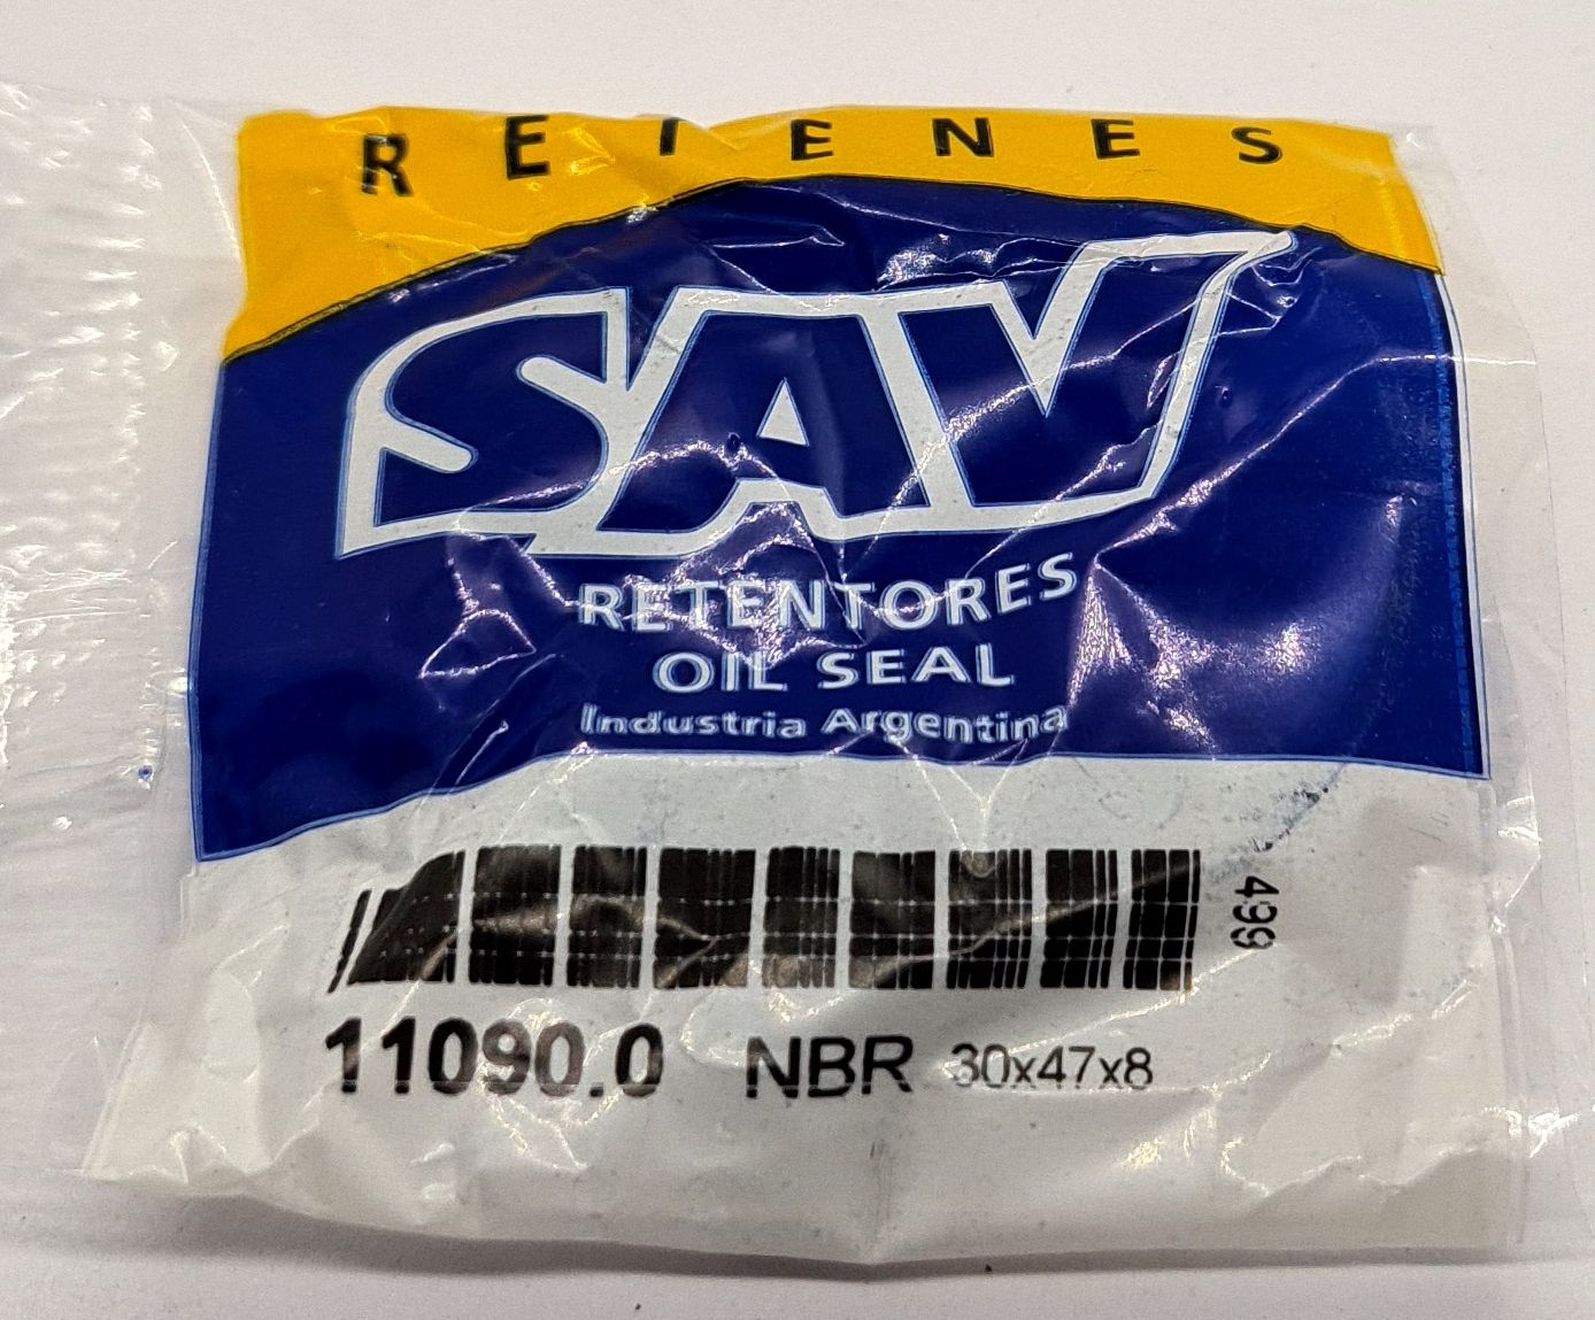 RETENES
SAV
RETENTORES
OIL SEAL
Industria Argentina
499
11090.0 NBR 30x47x8